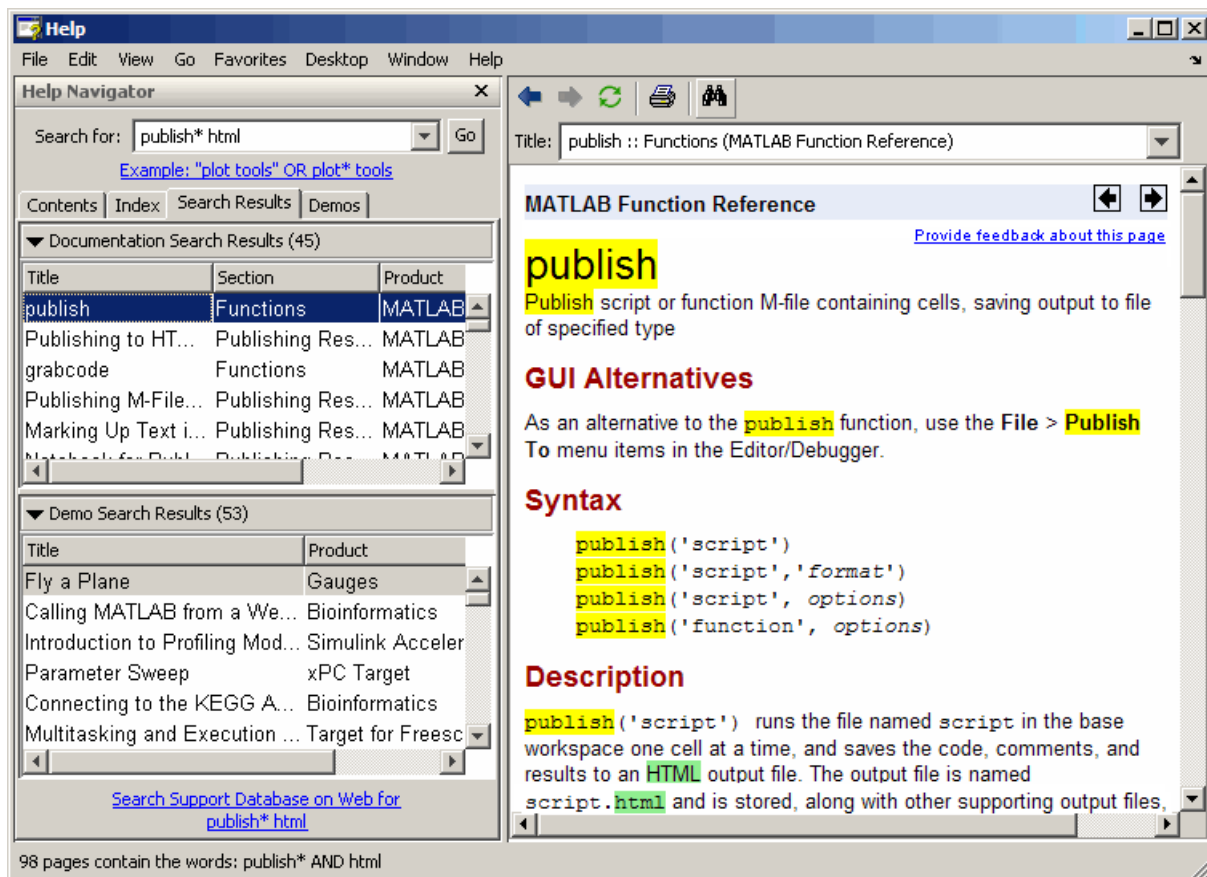 Help
File Edit View Go Favorites Desktop Window Help
Help Navigator
Search for: publish* html Go
Example: "plot tools" OR plot* tools
Contents Index Search Results Demos
Documentation Search Results (45)
Title Section Product
publish Functions MATLAB
Publishing to HT... Publishing Res... MATLAB
grabcode Functions MATLAB
Publishing M-File... Publishing Res... MATLAB
Marking Up Text i... Publishing Res... MATLAB
Notebook for Publ... Publishing Res... MATLAB
Demo Search Results (53)
Title Product
Fly a Plane Gauges
Calling MATLAB from a We... Bioinformatics
Introduction to Profiling Mod... Simulink Acceler
Parameter Sweep xPC Target
Connecting to the KEGG A... Bioinformatics
Multitasking and Execution ... Target for Freesc
Search Support Database on Web for
publish* html
Title: publish :: Functions (MATLAB Function Reference)
MATLAB Function Reference
Provide feedback about this page
publish
Publish script or function M-file containing cells, saving output to file
of specified type
GUI Alternatives
As an alternative to the publish function, use the File > Publish
To menu items in the Editor/Debugger.
Syntax
publish('script')
publish('script','format')
publish('script', options)
publish('function', options)
Description
publish('script') runs the file named script in the base
workspace one cell at a time, and saves the code, comments, and
results to an HTML output file. The output file is named
script.html and is stored, along with other supporting output files,
98 pages contain the words: publish* AND html